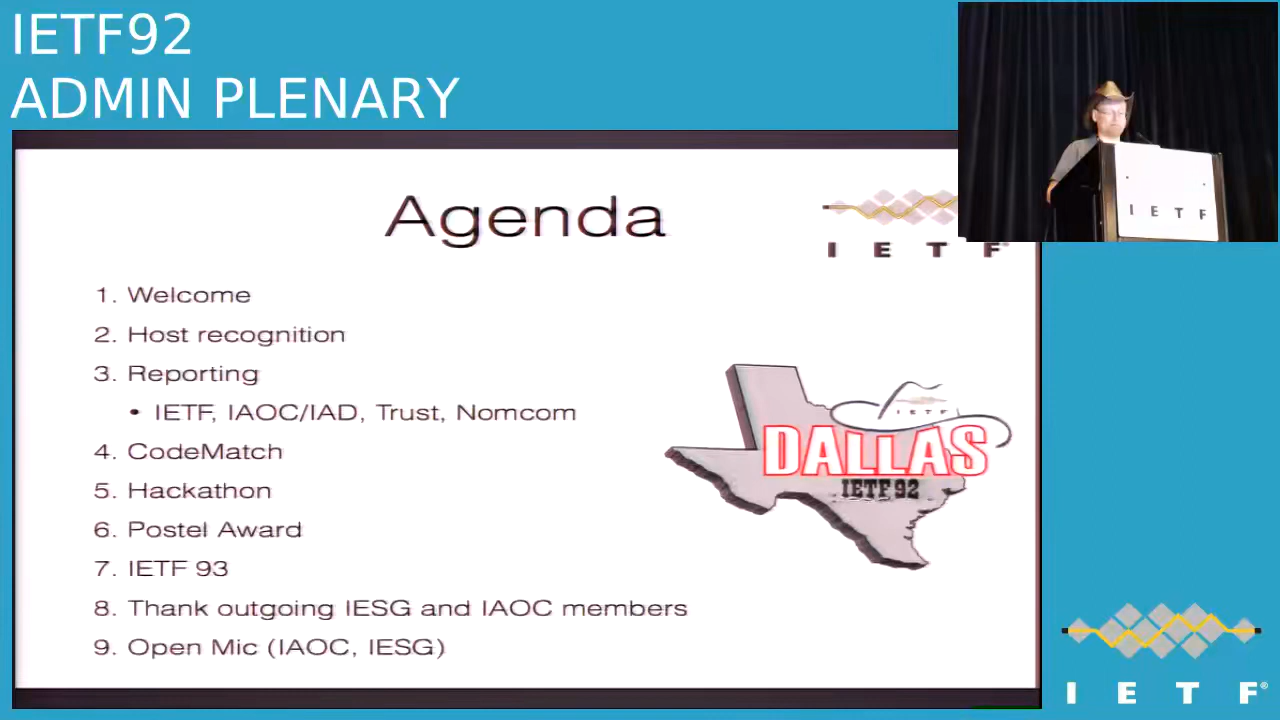 IETF92
ADMIN PLENARY
Agenda
I E T F
1. Welcome
2. Host recognition
3. Reporting
• IETF, IAOC/IAD, Trust, Nomcom
4. CodeMatch
5. Hackathon
6. Postel Award
7. IETF 93
8. Thank outgoing IESG and IAOC members
9. Open Mic (IAOC, IESG)
IETF
DALLAS
IETF 92
I E T F
I E T F®